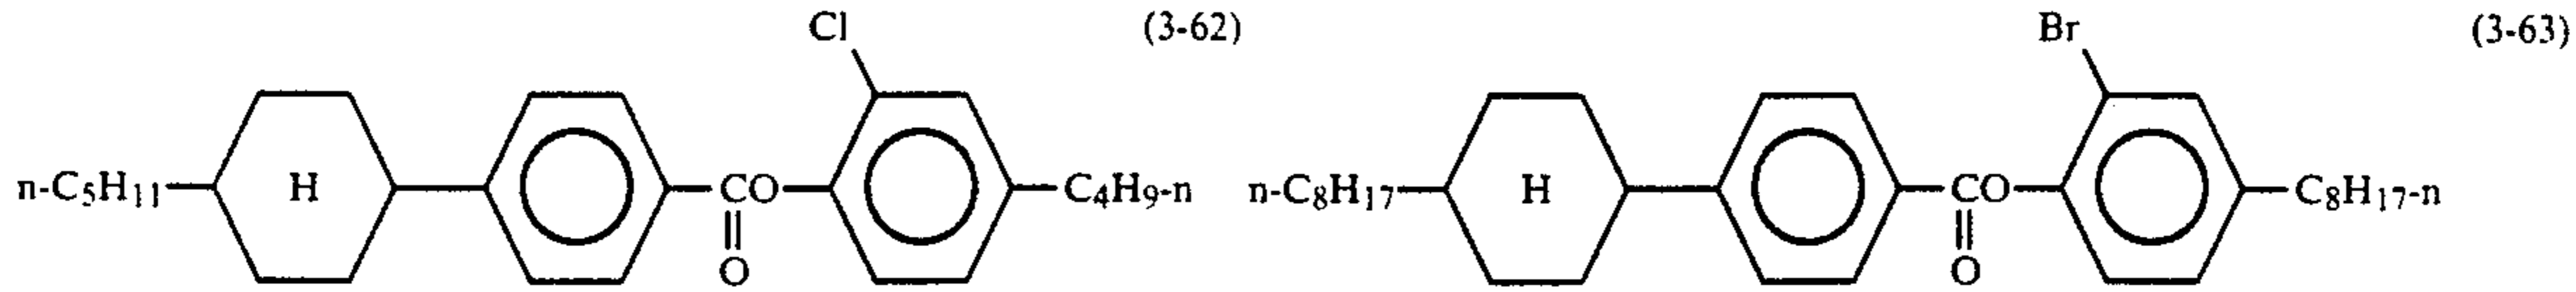 Cl (3-62) Br (3-63)
n-C₅H₁₁ H CO C₄H₉-n n-C₈H₁₇ H CO C₈H₁₇-n
O O